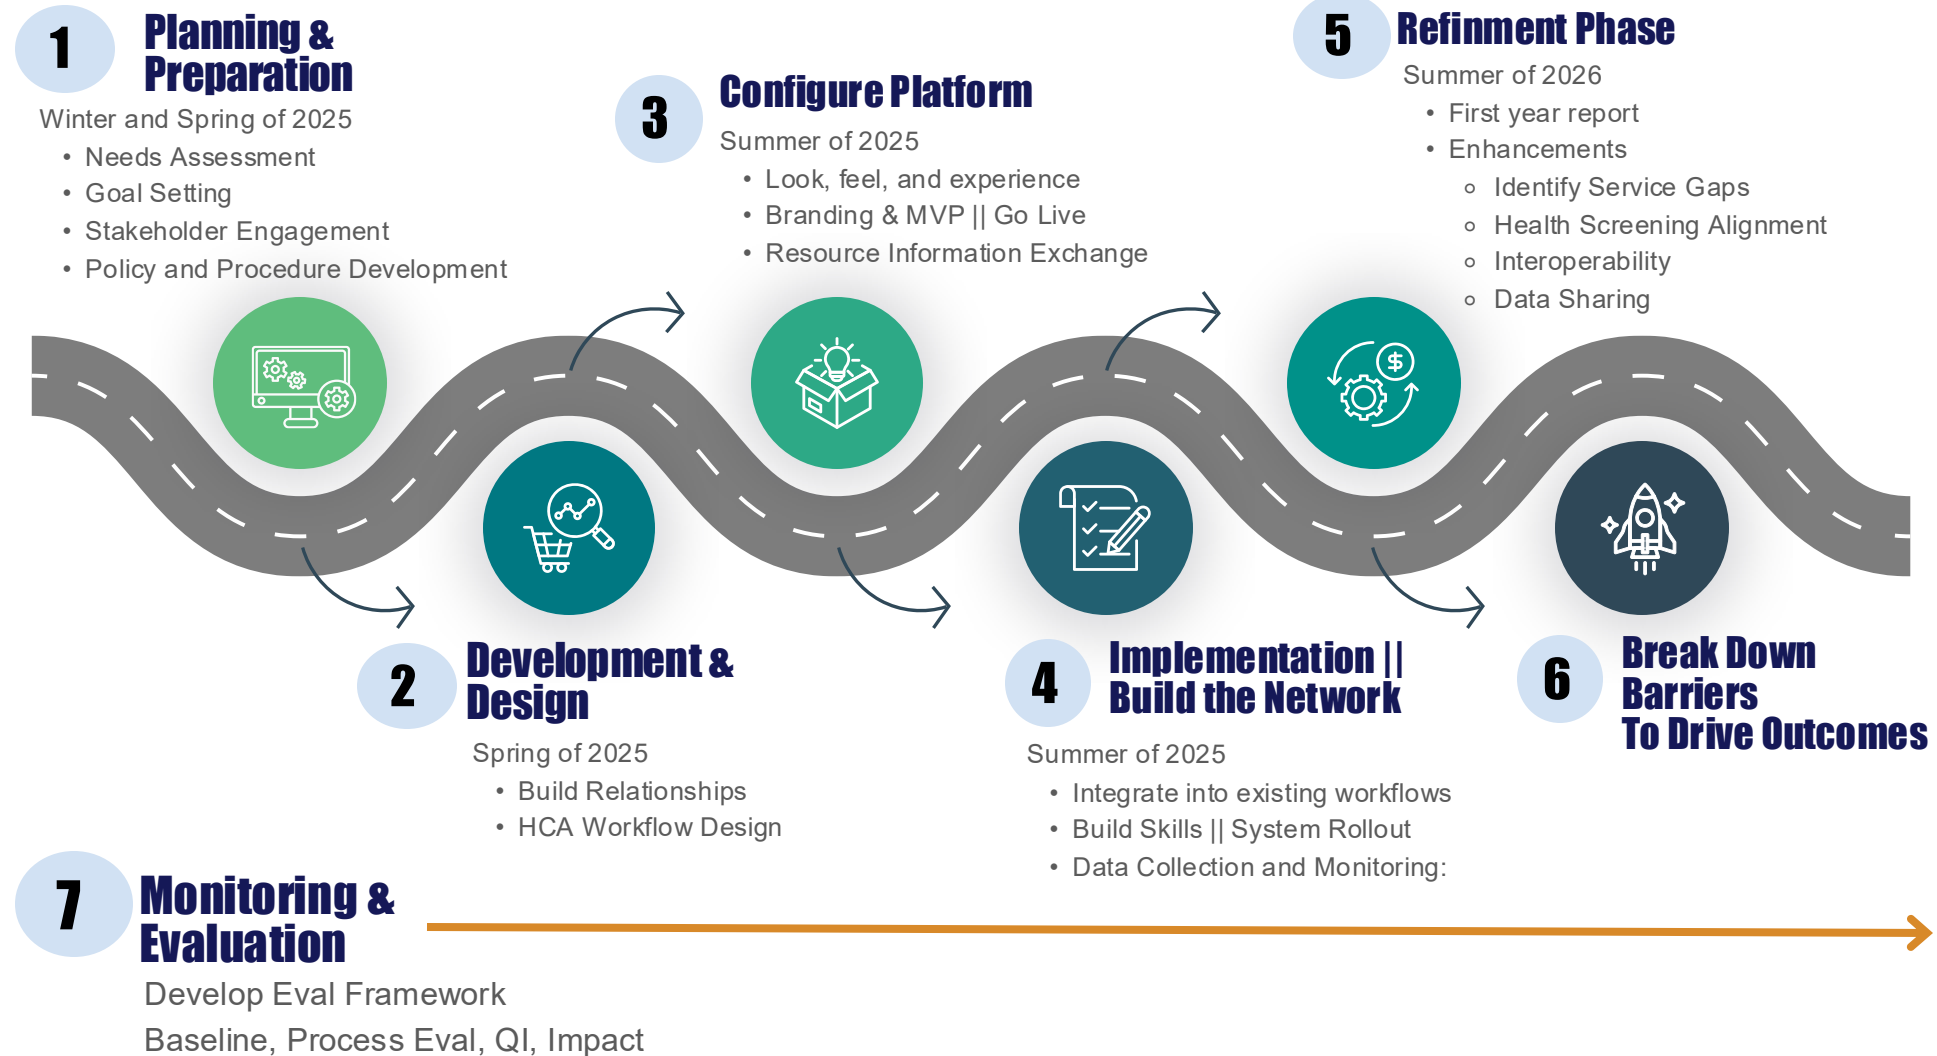 1
Planning &
Preparation
Winter and Spring of 2025
• Needs Assessment
• Goal Setting
• Stakeholder Engagement
• Policy and Procedure Development
2
Development &
Design
Spring of 2025
• Build Relationships
• HCA Workflow Design
3
Configure Platform
Summer of 2025
• Look, feel, and experience
• Branding & MVP || Go Live
• Resource Information Exchange
4
Implementation ||
Build the Network
Summer of 2025
• Integrate into existing workflows
• Build Skills || System Rollout
• Data Collection and Monitoring:
5
Refinment Phase
Summer of 2026
• First year report
• Enhancements
○ Identify Service Gaps
○ Health Screening Alignment
○ Interoperability
○ Data Sharing
$
6
Break Down
Barriers
To Drive Outcomes
7
Monitoring &
Evaluation
Develop Eval Framework
Baseline, Process Eval, QI, Impact